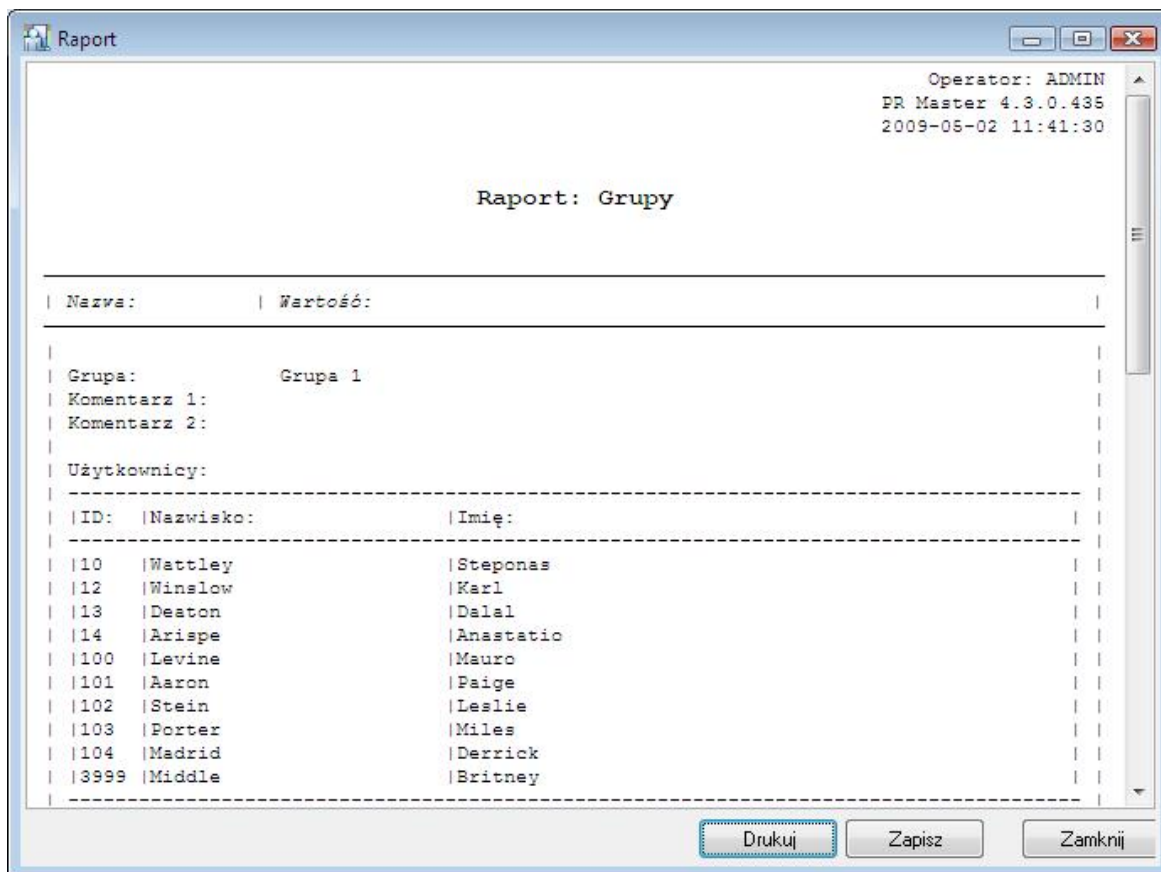 Raport
Operator: ADMIN
PR Master 4.3.0.435
2009-05-02 11:41:30
Raport: Grupy
| Nazwa: | Wartość: |
Grupa: Grupa 1
Komentarz 1:
Komentarz 2:
Użytkownicy:
|ID: |Nazwisko: |Imię: |
|10 |Wattley |Steponas |
|12 |Winslow |Karl |
|13 |Deaton |Dalal |
|14 |Arispe |Anastatio |
|100 |Levine |Mauro |
|101 |Aaron |Paige |
|102 |Stein |Leslie |
|103 |Porter |Miles |
|104 |Madrid |Derrick |
|3999 |Middle |Britney |
Drukuj Zapisz Zamknij